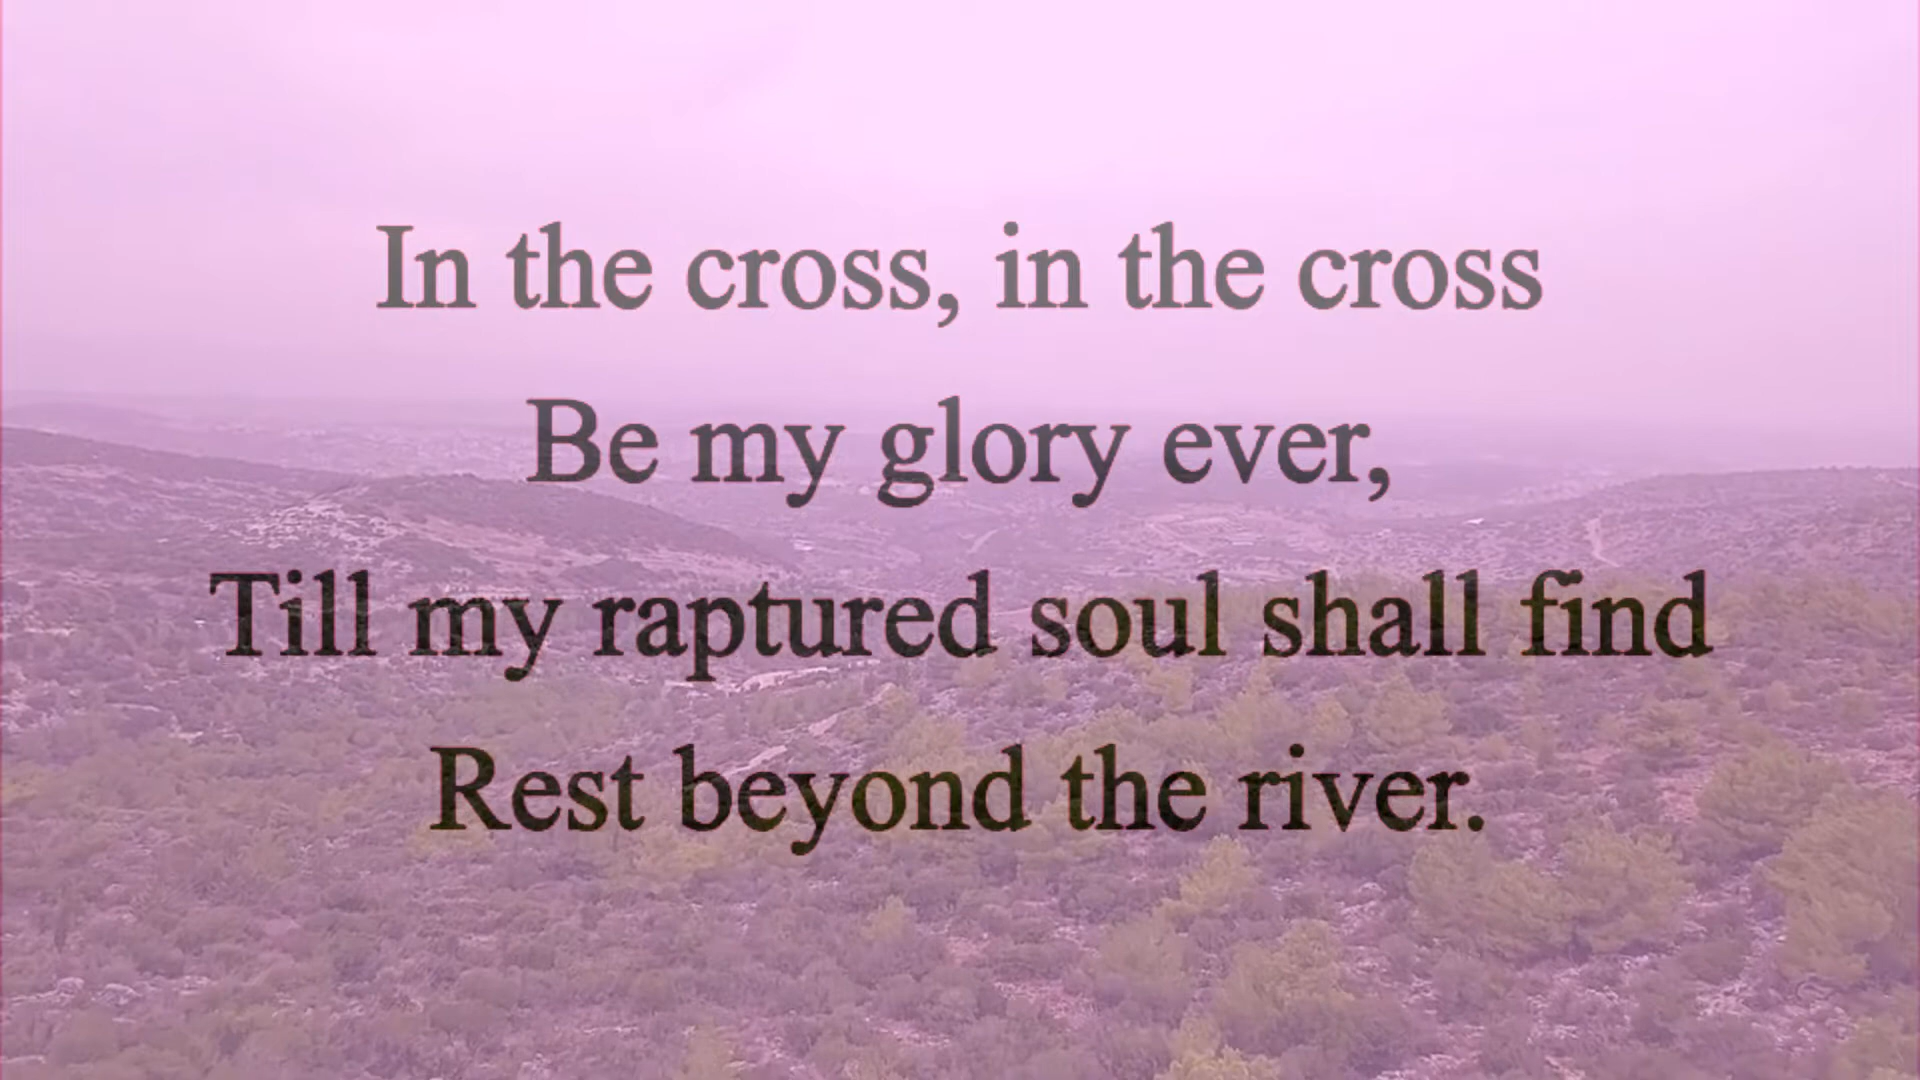 In the cross, in the cross
Be my glory ever,
Till my raptured soul shall find
Rest beyond the river.